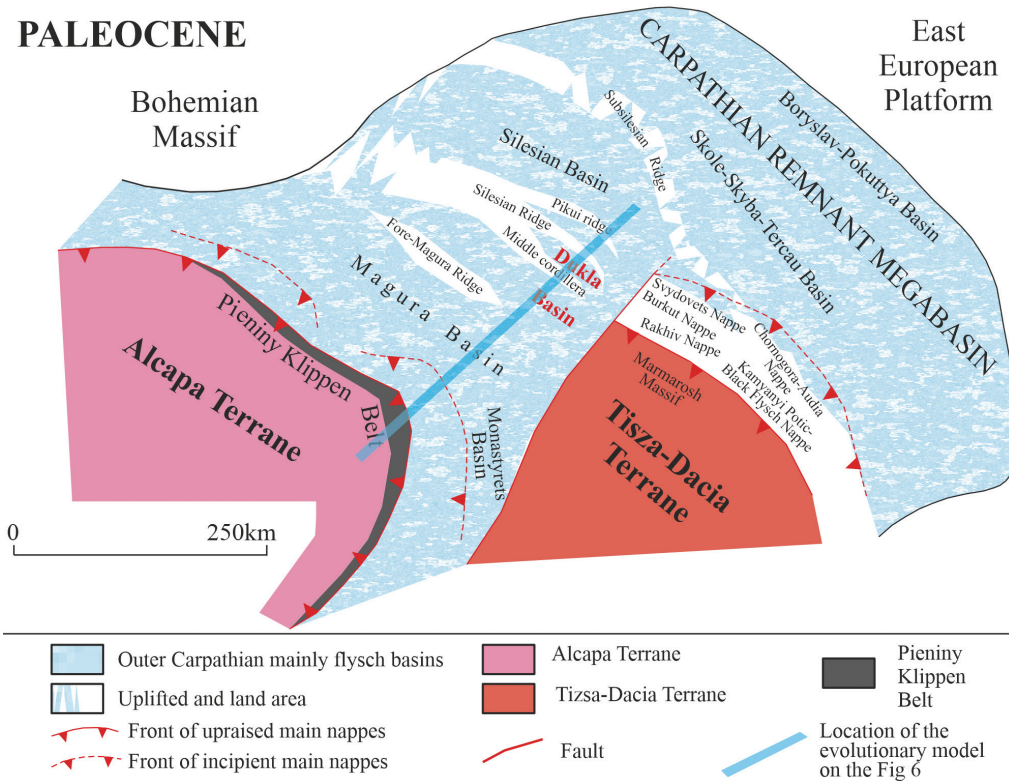 PALEOCENE
Bohemian
Massif
East
European
Platform
CARPATHIAN REMNANT MEGABASIN
Boryslav-Pokuttya Basin
Skole-Skyba-Tercau Basin
Subsilesian Ridge
Silesian Basin
Pikui ridge
Silesian Ridge
Middle cordillera
Fore-Magura Ridge
Dukla
Basin
Magura Basin
Pieniny Klippen Belt
Alcapa Terrane
Monastyrets
Basin
Svydovets Nappe
Burkut Nappe
Rakhiv Nappe
Chornogora-Audia
Nappe
Kamyanyi Potic-
Black Flysch Nappe
Marmarosh
Massif
Tisza-Dacia
Terrane
0 250km
Outer Carpathian mainly flysch basins
Uplifted and land area
Front of upraised main nappes
Front of incipient main nappes
Alcapa Terrane
Tizsa-Dacia Terrane
Fault
Pieniny
Klippen
Belt
Location of the
evolutionary model
on the Fig 6